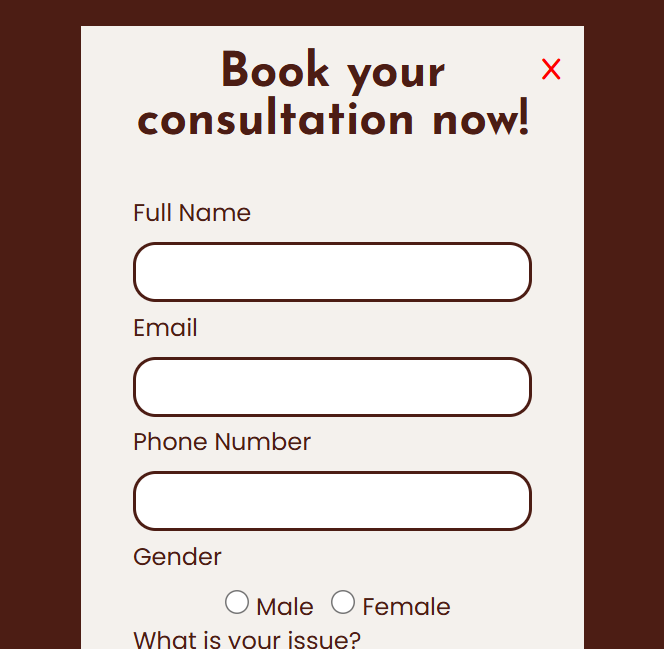 Book your
consultation now!
X
Full Name
Email
Phone Number
Gender
Male Female
What is your issue?